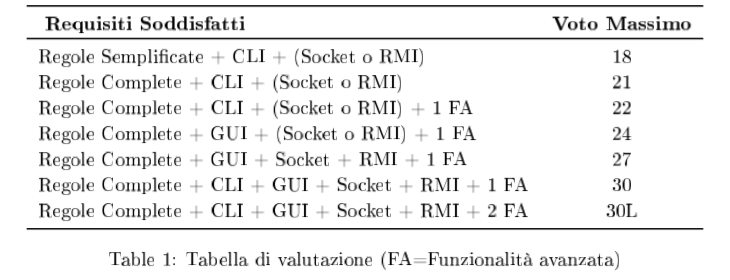 Requisiti Soddisfatti Voto Massimo
Regole Semplificate + CLI + (Socket o RMI) 18
Regole Complete + CLI + (Socket o RMI) 21
Regole Complete + CLI + (Socket o RMI) + 1 FA 22
Regole Complete + GUI + (Socket o RMI) + 1 FA 24
Regole Complete + GUI + Socket + RMI + 1 FA 27
Regole Complete + CLI + GUI + Socket + RMI + 1 FA 30
Regole Complete + CLI + GUI + Socket + RMI + 2 FA 30L
Table 1: Tabella di valutazione (FA=Funzionalità avanzata)